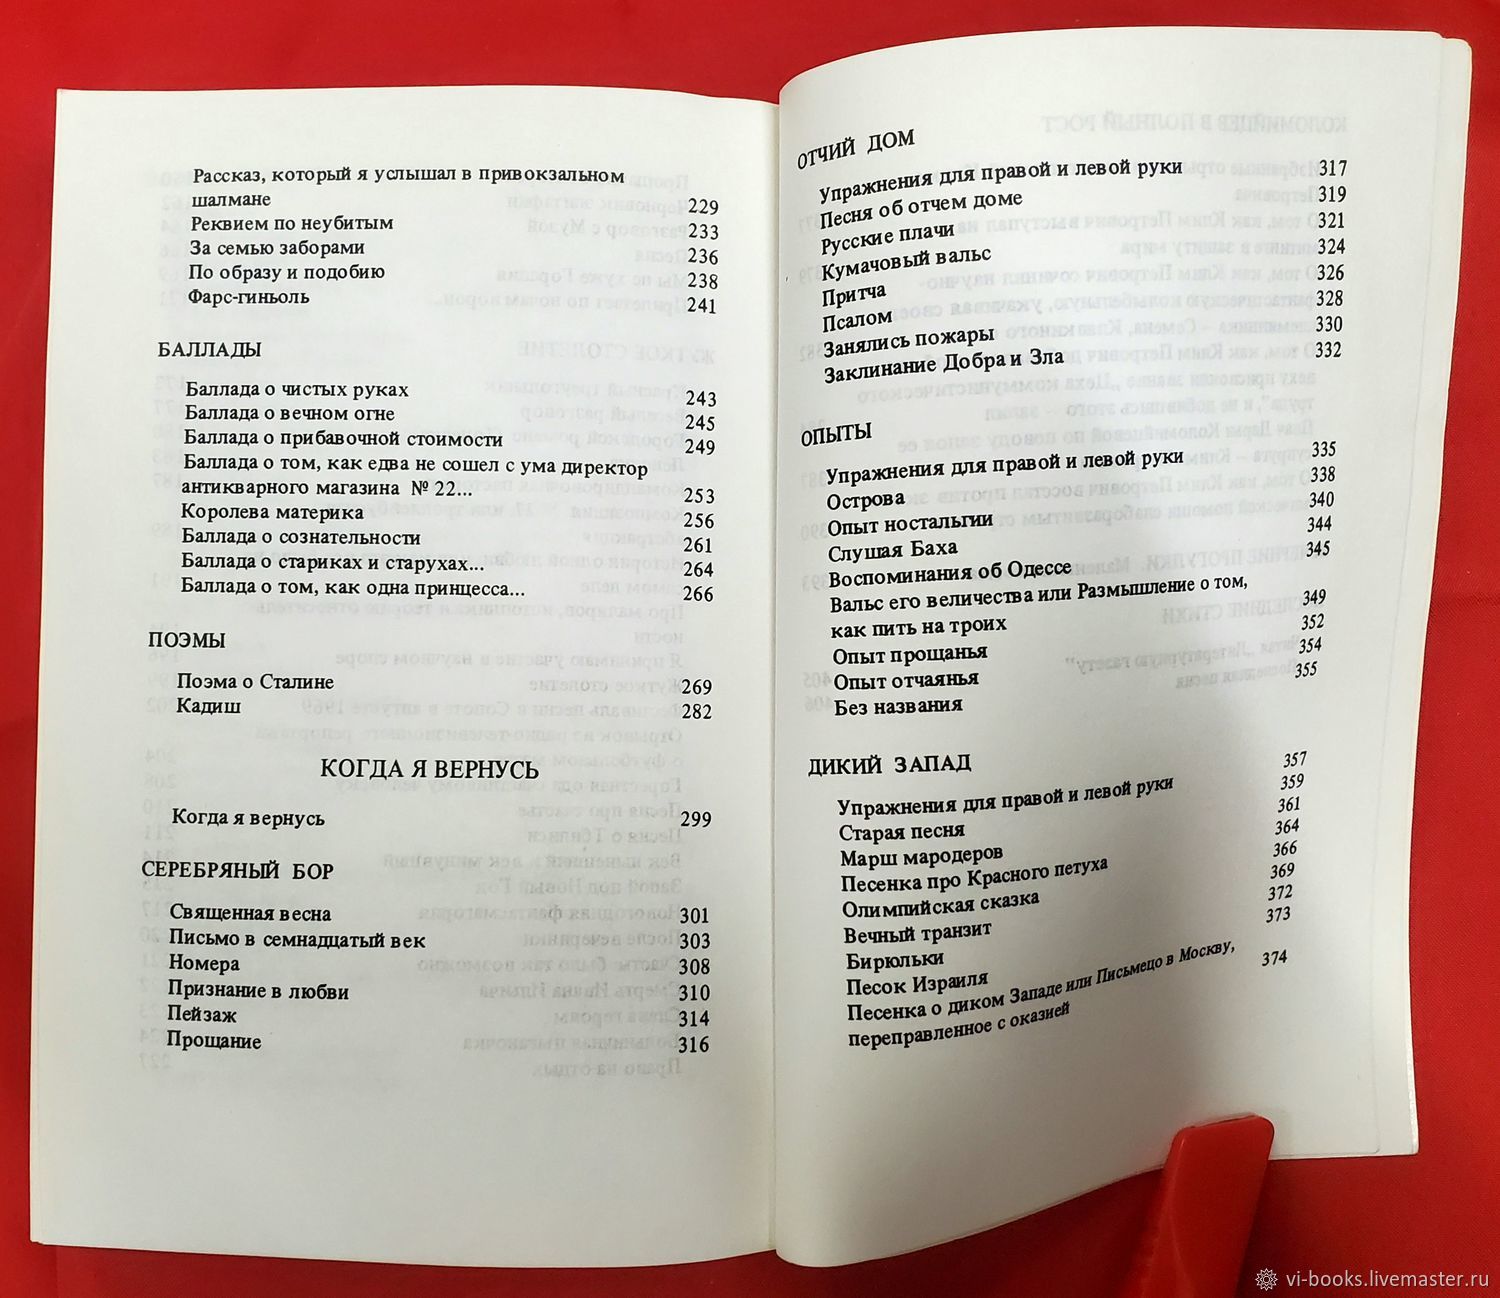 Рассказ, который я услышал в привокзальном
шалмане 229
Реквием по неубитым 233
За семью заборами 236
По образу и подобию 238
Фарс-гиньоль 241
БАЛЛАДЫ
Баллада о чистых руках 243
Баллада о вечном огне 245
Баллада о прибавочной стоимости 249
Баллада о том, как едва не сошел с ума директор
антикварного магазина № 22... 253
Королева материка 256
Баллада о сознательности 261
Баллада о стариках и старухах... 264
Баллада о том, как одна принцесса... 266
ПОЭМЫ
Поэма о Сталине 269
Кадиш 282
КОГДА Я ВЕРНУСЬ
Когда я вернусь 299
СЕРЕБРЯНЫЙ БОР
Священная весна 301
Письмо в семнадцатый век 303
Номера 308
Признание в любви 310
Пейзаж 314
Прощание 316
ОТЧИЙ ДОМ
Упражнения для правой и левой руки 317
Песня об отчем доме 319
Русские плачи 321
Кумачовый вальс 324
Притча 326
Псалом 328
Занялись пожары 330
Заклинание Добра и Зла 332
ОПЫТЫ
Упражнения для правой и левой руки 335
Острова 338
Опыт ностальгии 340
Слушая Баха 344
Воспоминания об Одессе 345
Вальс его величества или Размышление о том,
как пить на троих 349
Опыт прощанья 352
Опыт отчаянья 354
Без названия 355
ДИКИЙ ЗАПАД
Упражнения для правой и левой руки 357
Старая песня 359
Марш мародеров 361
Песенка про Красного петуха 364
Олимпийская сказка 366
Вечный транзит 369
Бирюльки 372
Песок Израиля 373
Песенка о диком Западе или Письмецо в Москву,
переправленное с оказией 374
vi-books.livemaster.ru